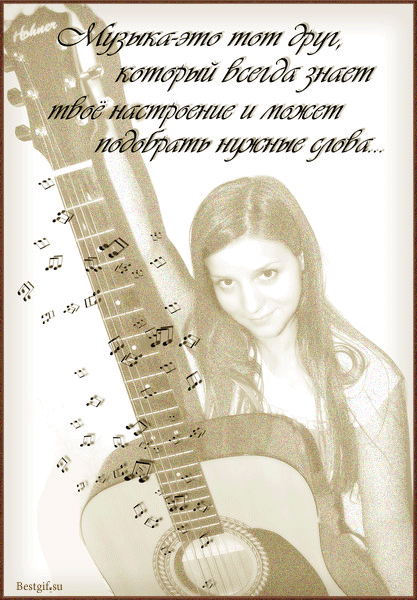 Hohner
Музыка-это тот друг,
который всегда знает
твоё настроение и может
подобрать нужные слова...
Bestgif.su